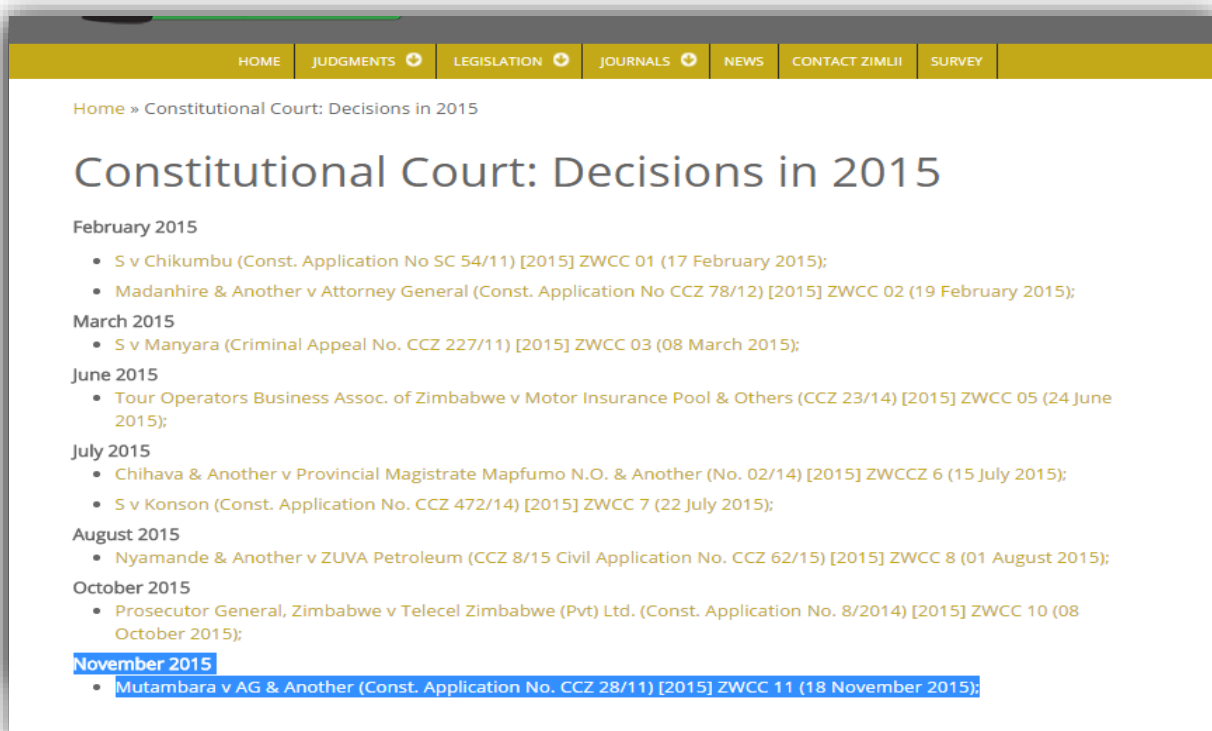 HOME JUDGMENTS LEGISLATION JOURNALS NEWS CONTACT ZIMLII SURVEY
Home » Constitutional Court: Decisions in 2015
Constitutional Court: Decisions in 2015
February 2015
• S v Chikumbu (Const. Application No SC 54/11) [2015] ZWCC 01 (17 February 2015);
• Madanhire & Another v Attorney General (Const. Application No CCZ 78/12) [2015] ZWCC 02 (19 February 2015);
March 2015
• S v Manyara (Criminal Appeal No. CCZ 227/11) [2015] ZWCC 03 (08 March 2015);
June 2015
• Tour Operators Business Assoc. of Zimbabwe v Motor Insurance Pool & Others (CCZ 23/14) [2015] ZWCC 05 (24 June
2015);
July 2015
• Chihava & Another v Provincial Magistrate Mapfumo N.O. & Another (No. 02/14) [2015] ZWCCZ 6 (15 July 2015);
• S v Konson (Const. Application No. CCZ 472/14) [2015] ZWCC 7 (22 July 2015);
August 2015
• Nyamande & Another v ZUVA Petroleum (CCZ 8/15 Civil Application No. CCZ 62/15) [2015] ZWCC 8 (01 August 2015);
October 2015
• Prosecutor General, Zimbabwe v Telecel Zimbabwe (Pvt) Ltd. (Const. Application No. 8/2014) [2015] ZWCC 10 (08
October 2015);
November 2015
• Mutambara v AG & Another (Const. Application No. CCZ 28/11) [2015] ZWCC 11 (18 November 2015);